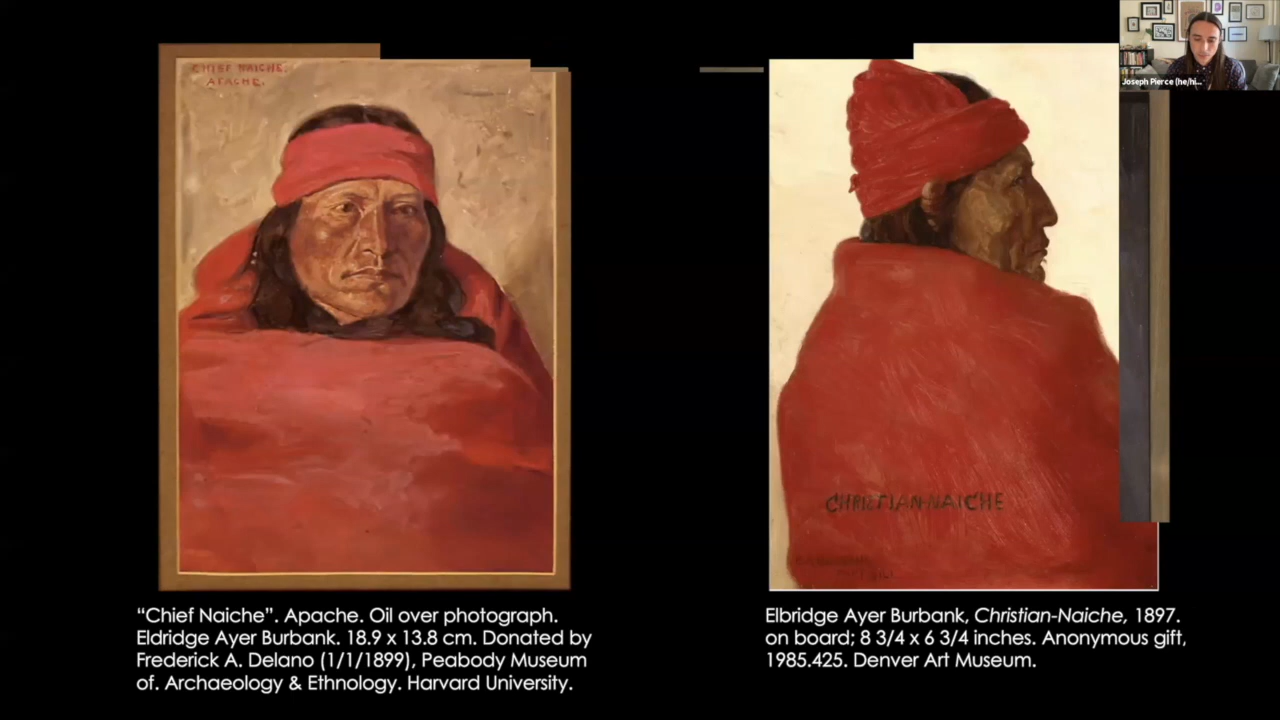 CHIEF NAICHE.
APACHE.
Joseph Pierce (he/hi...
CHRISTIAN-NAICHE
“Chief Naiche”. Apache. Oil over photograph.
Eldridge Ayer Burbank. 18.9 x 13.8 cm. Donated by
Frederick A. Delano (1/1/1899), Peabody Museum
of. Archaeology & Ethnology. Harvard University.
Elbridge Ayer Burbank, Christian-Naiche, 1897.
on board; 8 3/4 x 6 3/4 inches. Anonymous gift,
1985.425. Denver Art Museum.